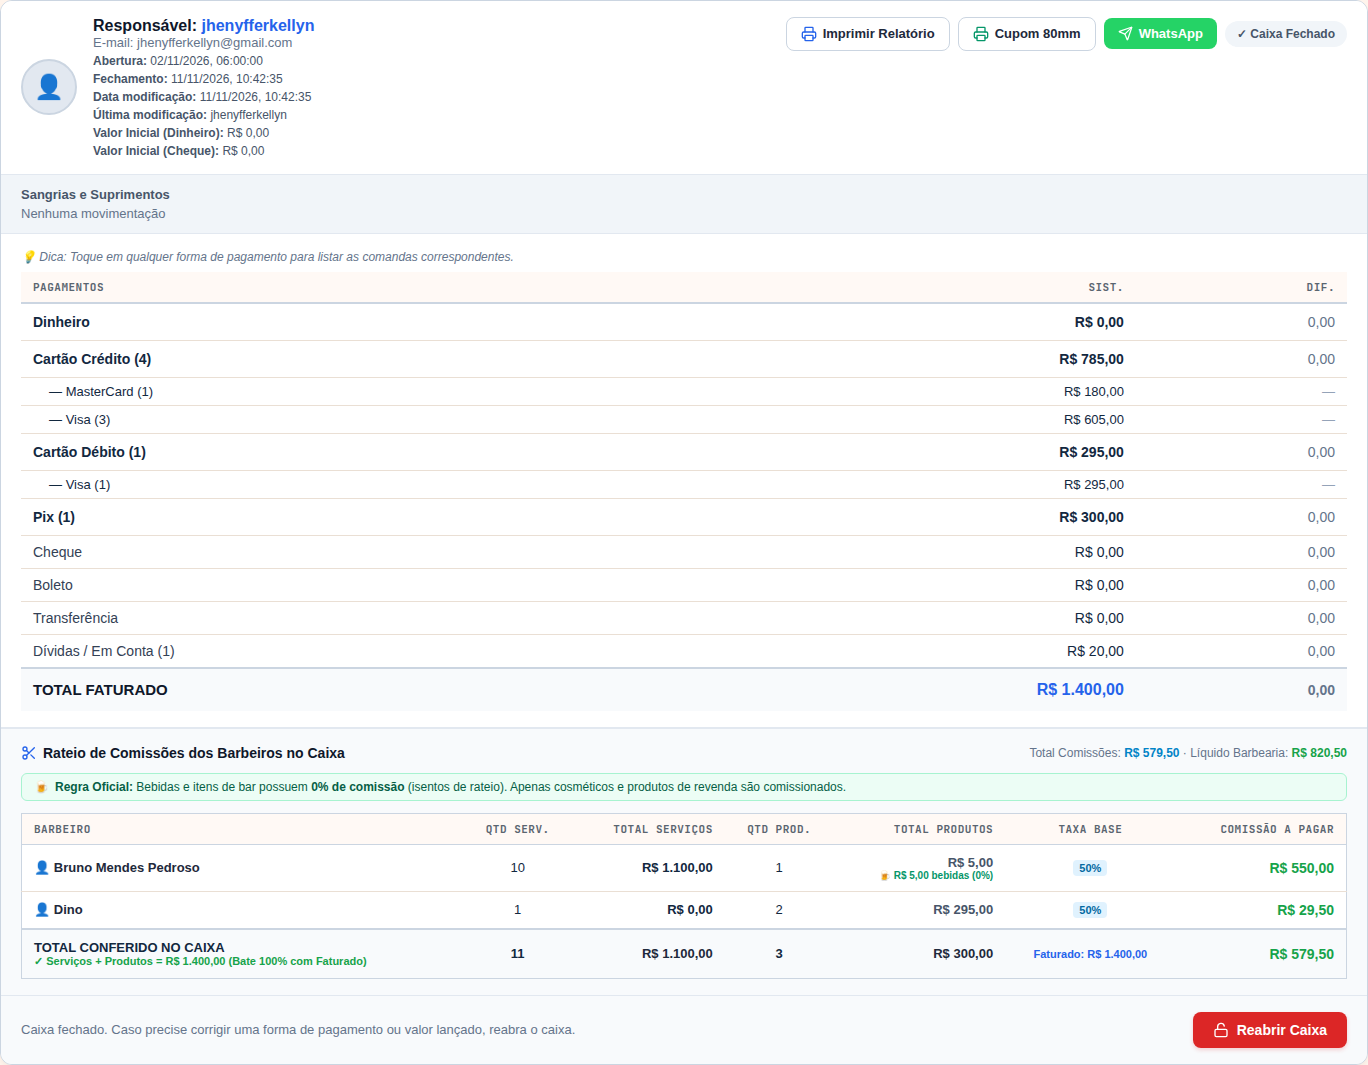 Responsável: jhenyfferkellyn
E-mail: jhenyfferkellyn@gmail.com
Abertura: 02/11/2026, 06:00:00
Fechamento: 11/11/2026, 10:42:35
Data modificação: 11/11/2026, 10:42:35
Última modificação: jhenyfferkellyn
Valor Inicial (Dinheiro): R$ 0,00
Valor Inicial (Cheque): R$ 0,00
Imprimir Relatório
Cupom 80mm
WhatsApp
✓ Caixa Fechado
Sangrias e Suprimentos
Nenhuma movimentação
💡 Dica: Toque em qualquer forma de pagamento para listar as comandas correspondentes.
PAGAMENTOS SIST. DIF.
Dinheiro R$ 0,00 0,00
Cartão Crédito (4) R$ 785,00 0,00
— MasterCard (1) R$ 180,00 —
— Visa (3) R$ 605,00 —
Cartão Débito (1) R$ 295,00 0,00
— Visa (1) R$ 295,00 —
Pix (1) R$ 300,00 0,00
Cheque R$ 0,00 0,00
Boleto R$ 0,00 0,00
Transferência R$ 0,00 0,00
Dívidas / Em Conta (1) R$ 20,00 0,00
TOTAL FATURADO R$ 1.400,00 0,00
Rateio de Comissões dos Barbeiros no Caixa
Total Comissões: R$ 579,50 · Líquido Barbearia: R$ 820,50
🍺 Regra Oficial: Bebidas e itens de bar possuem 0% de comissão (isentos de rateio). Apenas cosméticos e produtos de revenda são comissionados.
BARBEIRO QTD SERV. TOTAL SERVIÇOS QTD PROD. TOTAL PRODUTOS TAXA BASE COMISSÃO A PAGAR
👤 Bruno Mendes Pedroso 10 R$ 1.100,00 1 R$ 5,00 50% R$ 550,00
🍺 R$ 5,00 bebidas (0%)
👤 Dino 1 R$ 0,00 2 R$ 295,00 50% R$ 29,50
TOTAL CONFERIDO NO CAIXA 11 R$ 1.100,00 3 R$ 300,00 Faturado: R$ 1.400,00 R$ 579,50
✓ Serviços + Produtos = R$ 1.400,00 (Bate 100% com Faturado)
Caixa fechado. Caso precise corrigir uma forma de pagamento ou valor lançado, reabra o caixa.
Reabrir Caixa